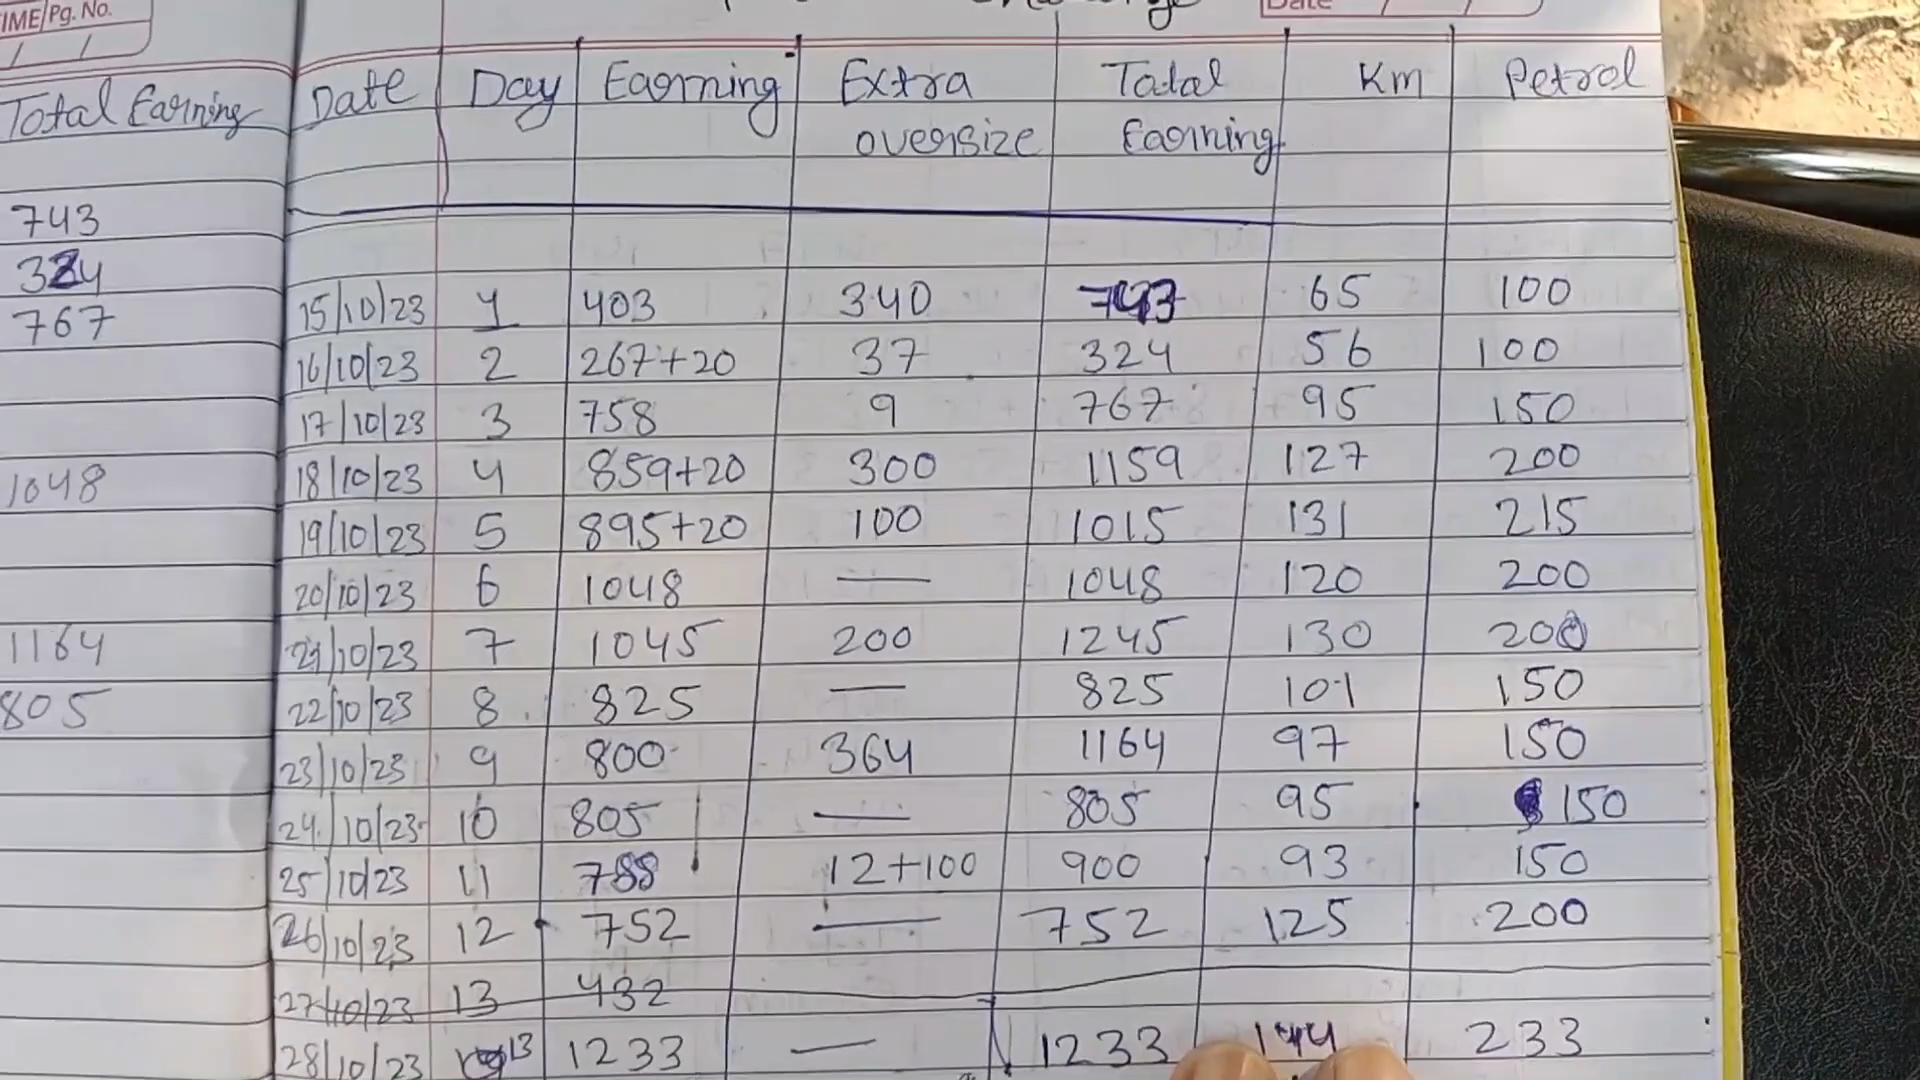 TIME/Pg. No.
/ /
Date / /
Total Earning
743
324
767
1048
1164
805
Date Day Earning Extra Total Km Petrol
oversize Earning
15/10/23 1 403 340 743 65 100
16/10/23 2 267+20 37 324 56 100
17/10/23 3 758 9 767 95 150
18/10/23 4 859+20 300 1159 127 200
19/10/23 5 895+20 100 1015 131 215
20/10/23 6 1048 — 1048 120 200
21/10/23 7 1045 200 1245 130 200
22/10/23 8 825 — 825 101 150
23/10/23 9 800 364 1164 97 150
24/10/23 10 805 — 805 95 150
25/10/23 11 788 12+100 900 93 150
26/10/23 12 752 — 752 125 200
27/10/23 13 432
28/10/23 13 1233 — 1233 144 233